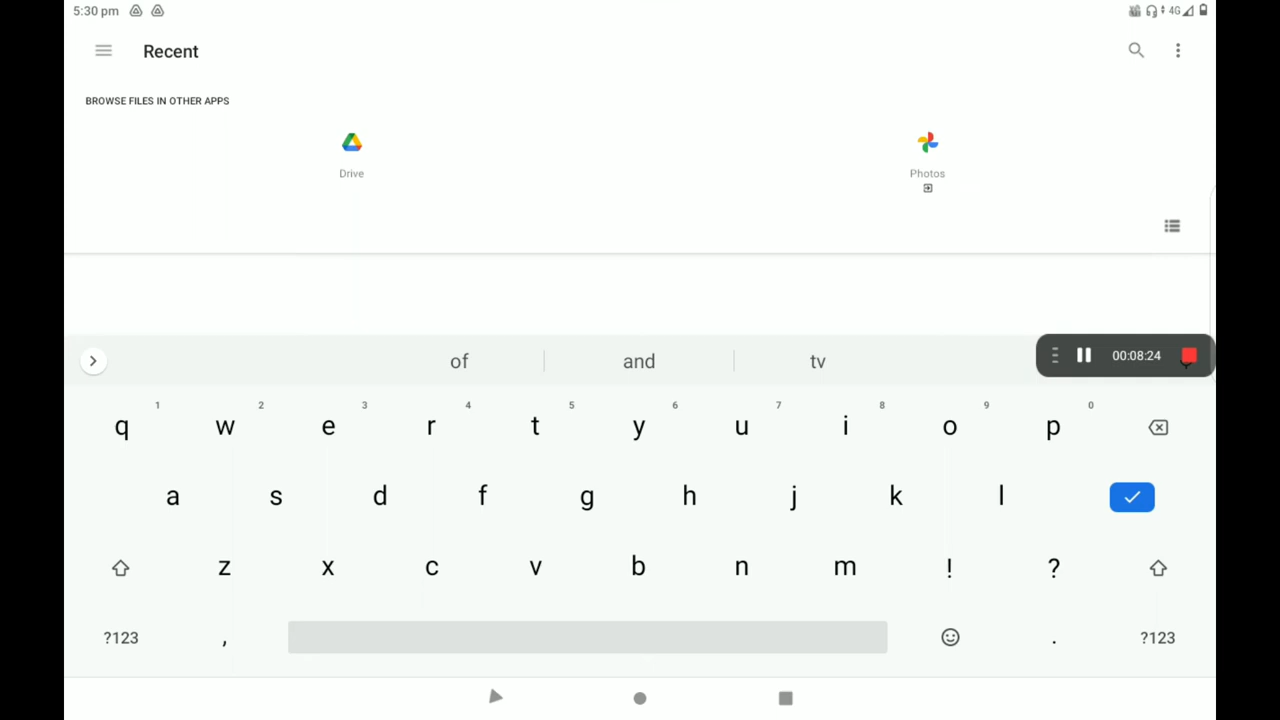 5:30 pm 4G
Recent
BROWSE FILES IN OTHER APPS
Drive Photos
of and tv 00:08:24
1 2 3 4 5 6 7 8 9 0
q w e r t y u i o p
a s d f g h j k l
z x c v b n m ! ?
?123 , . ?123